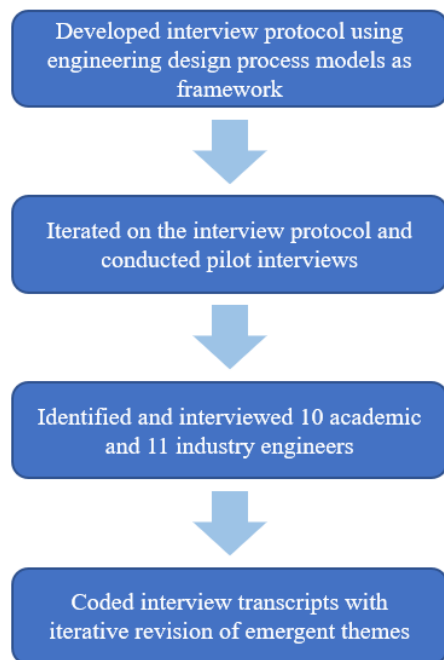 Developed interview protocol using
engineering design process models as
framework
Iterated on the interview protocol and
conducted pilot interviews
Identified and interviewed 10 academic
and 11 industry engineers
Coded interview transcripts with
iterative revision of emergent themes